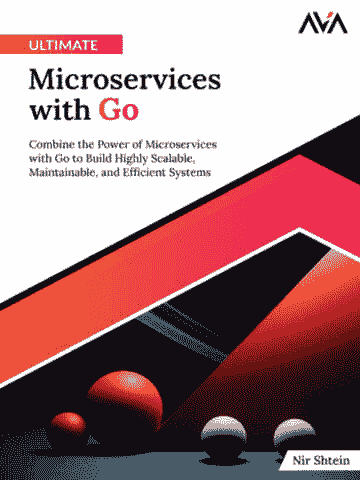 AVA
ULTIMATE
Microservices
with Go
Combine the Power of Microservices
with Go to Build Highly Scalable,
Maintainable, and Efficient Systems
Nir Shtein